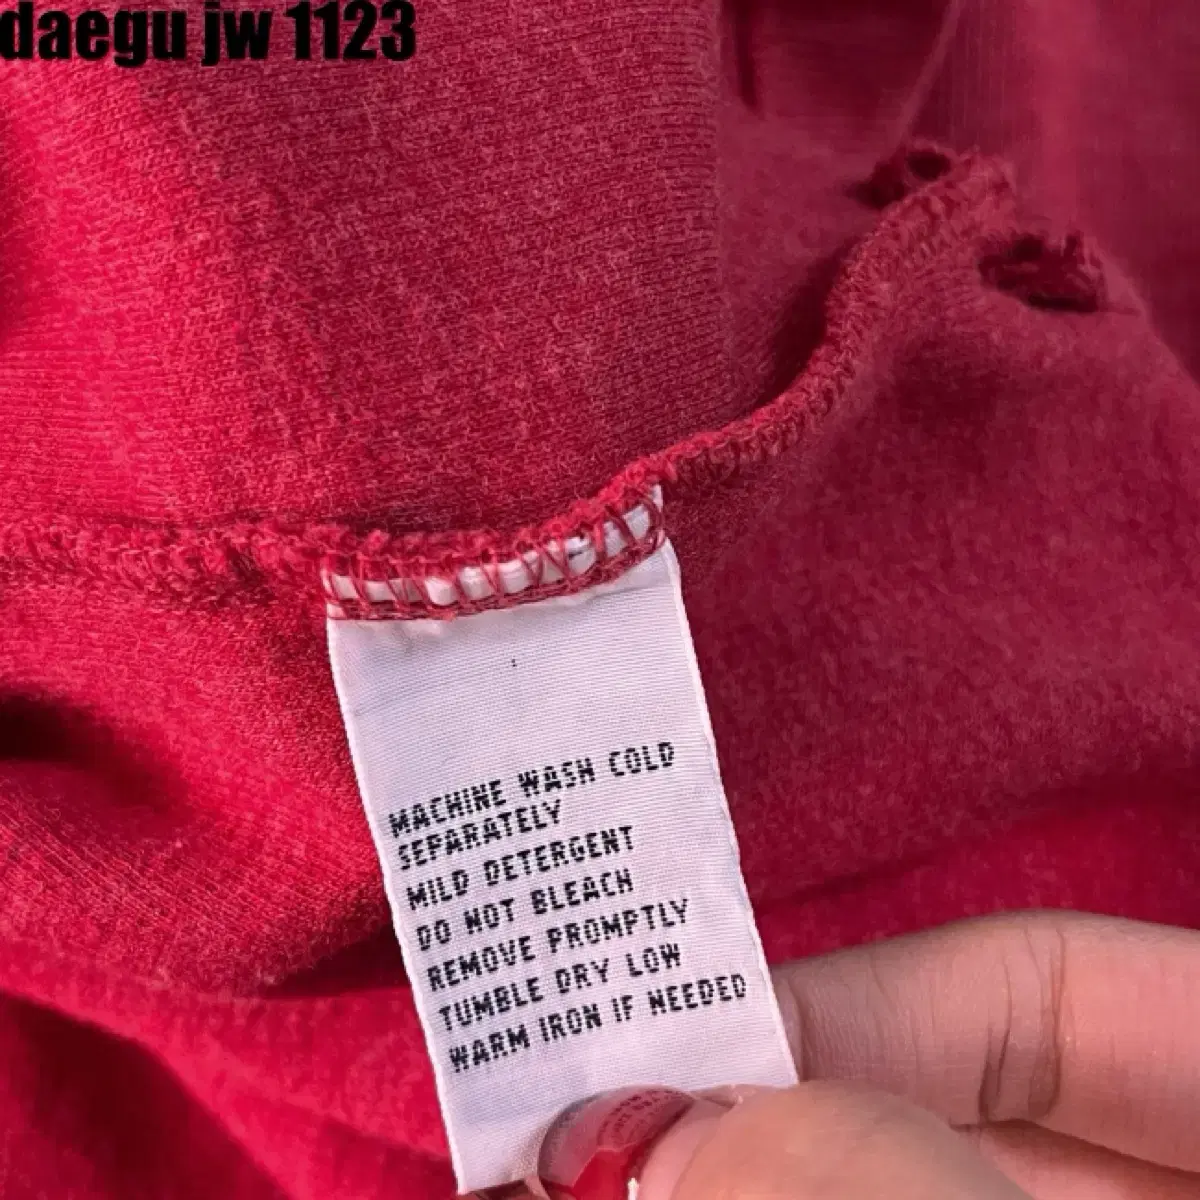 daegu jw 1123
MACHINE WASH COLD
SEPARATELY
MILD DETERGENT
DO NOT BLEACH
REMOVE PROMPTLY
TUMBLE DRY LOW
WARM IRON IF NEEDED